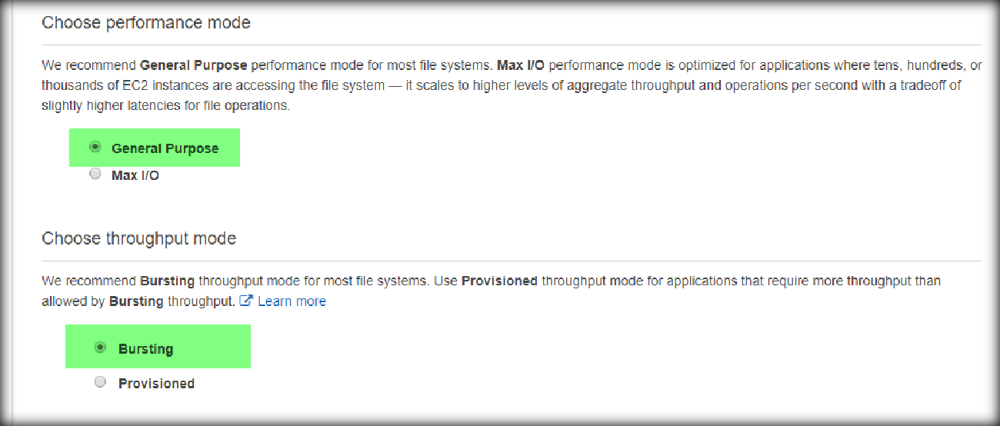 Choose performance mode
We recommend General Purpose performance mode for most file systems. Max I/O performance mode is optimized for applications where tens, hundreds, or
thousands of EC2 instances are accessing the file system — it scales to higher levels of aggregate throughput and operations per second with a tradeoff of
slightly higher latencies for file operations.
General Purpose
Max I/O
Choose throughput mode
We recommend Bursting throughput mode for most file systems. Use Provisioned throughput mode for applications that require more throughput than
allowed by Bursting throughput. Learn more
Bursting
Provisioned